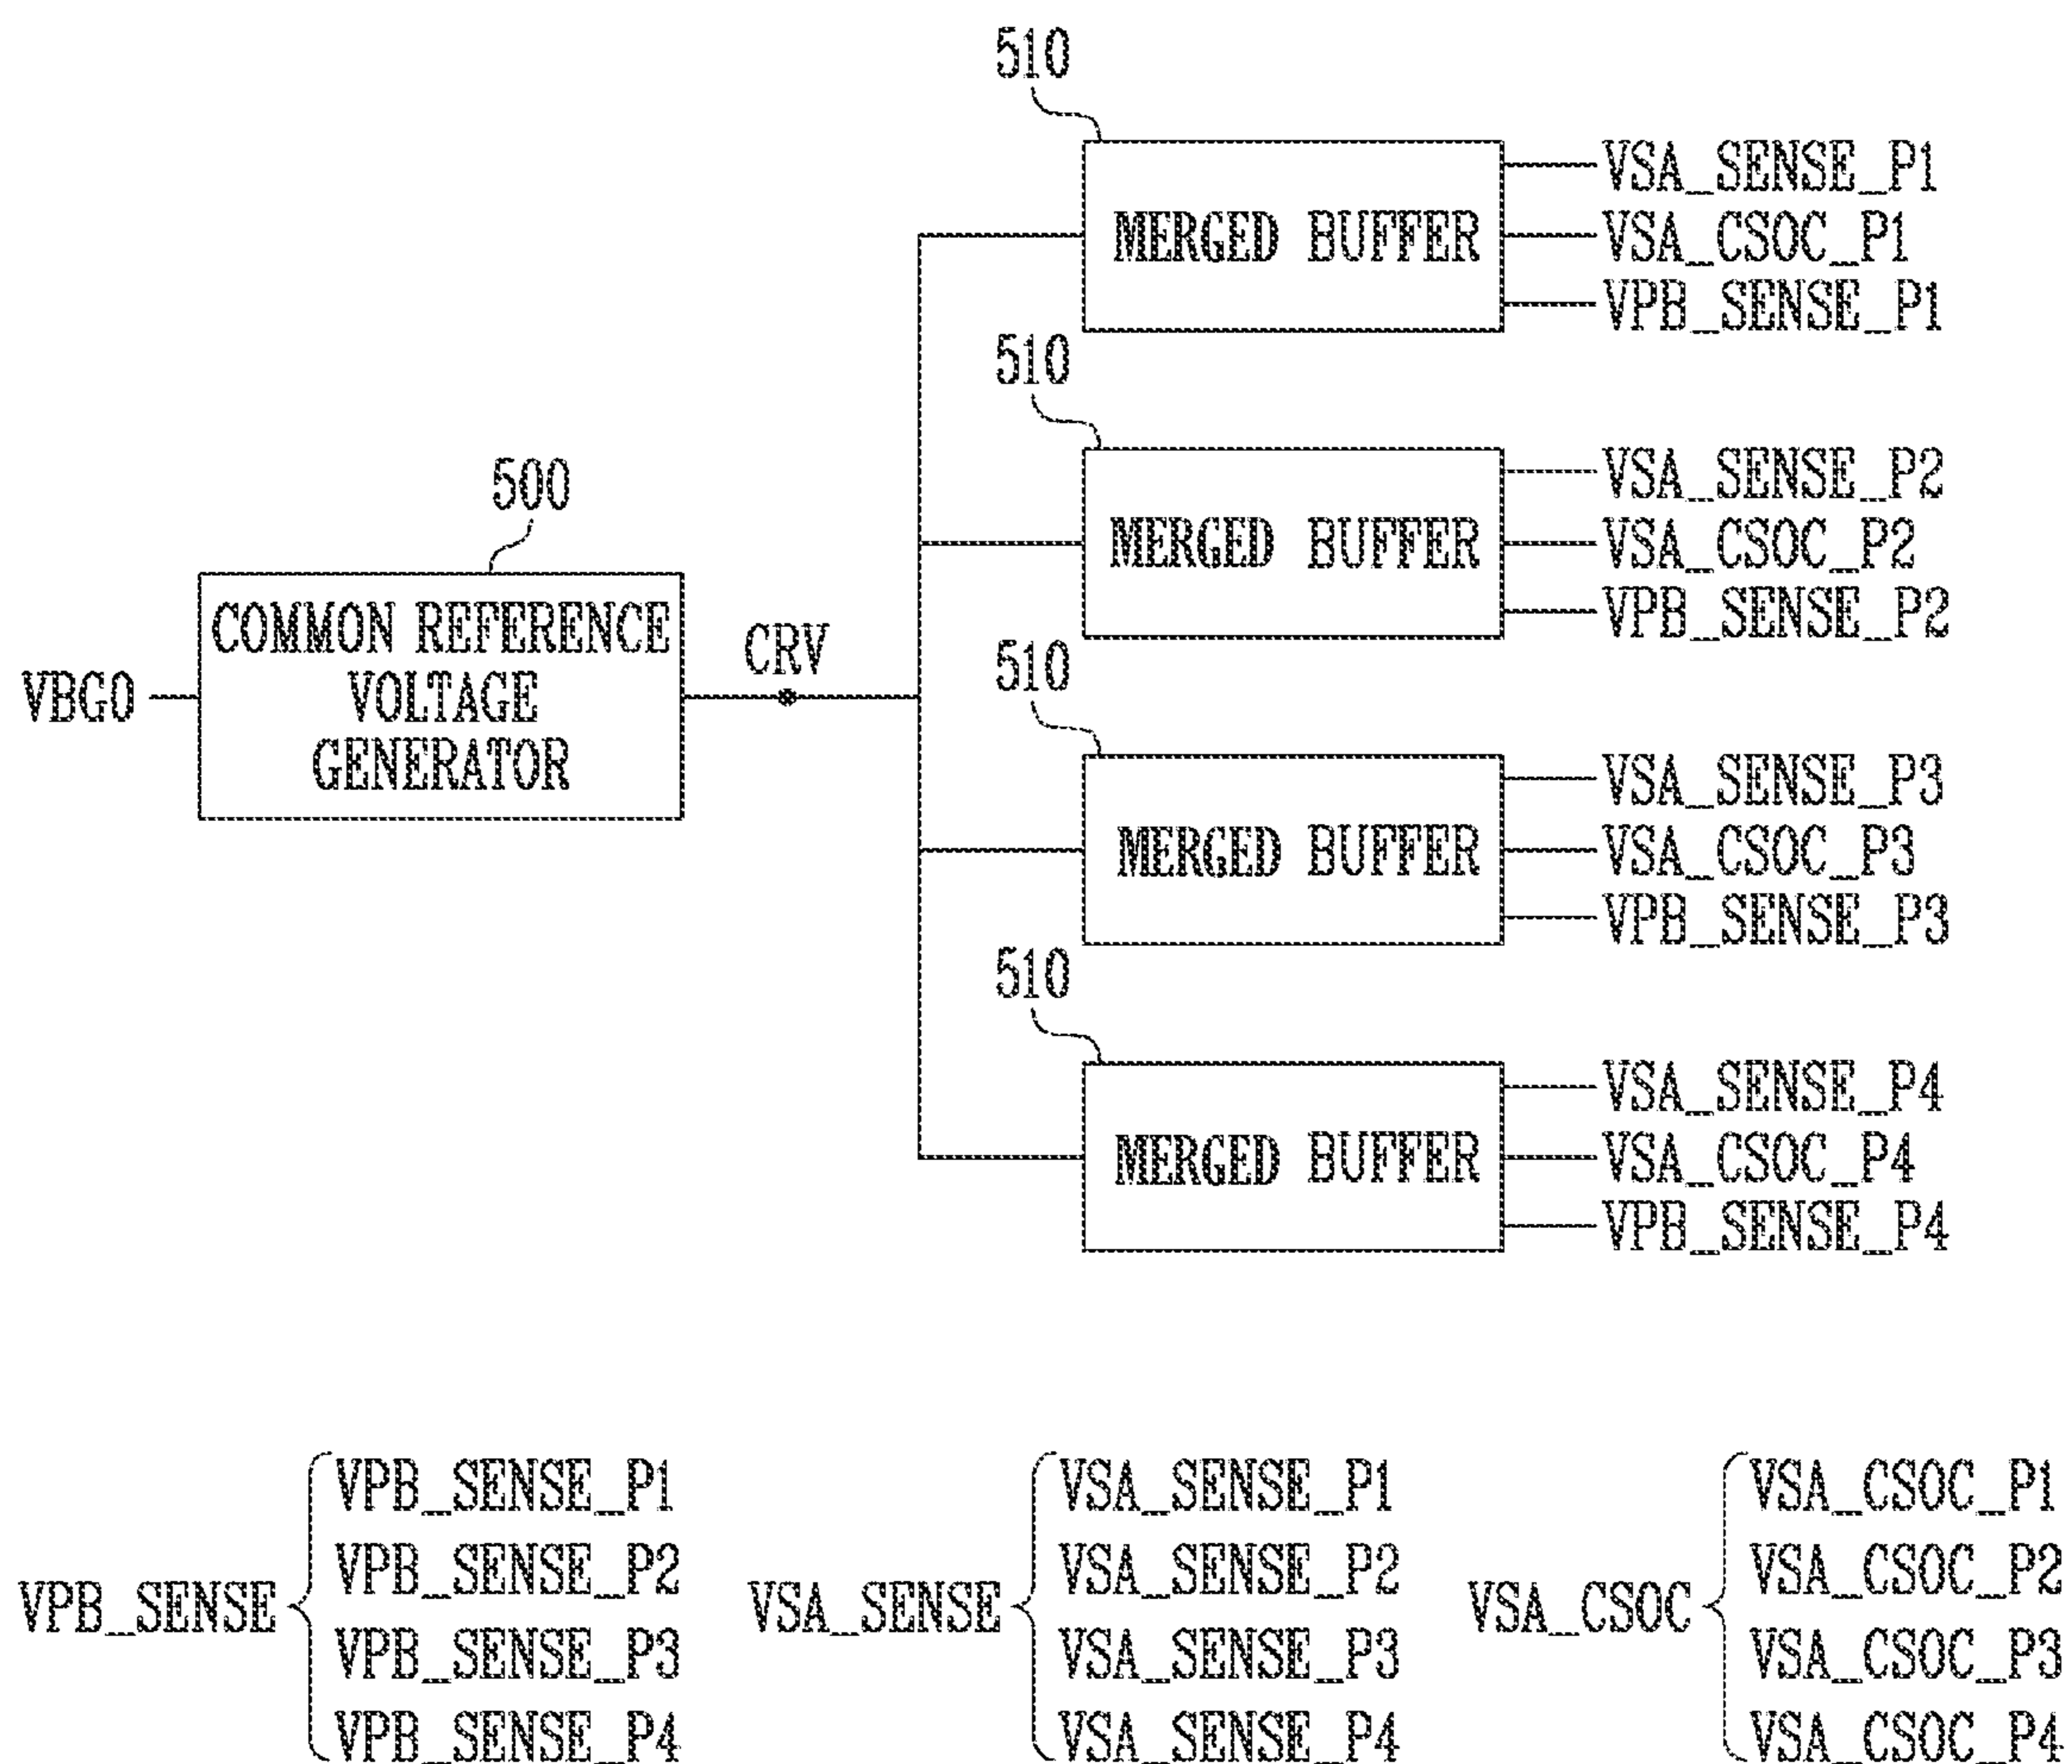 510
MERGED BUFFER
VSA_SENSE_P1
VSA_CSOC_P1
VPB_SENSE_P1
510
MERGED BUFFER
VSA_SENSE_P2
VSA_CSOC_P2
VPB_SENSE_P2
500
COMMON REFERENCE
VOLTAGE
GENERATOR
VBG0
CRV
510
MERGED BUFFER
VSA_SENSE_P3
VSA_CSOC_P3
VPB_SENSE_P3
510
MERGED BUFFER
VSA_SENSE_P4
VSA_CSOC_P4
VPB_SENSE_P4
VPB_SENSE
VPB_SENSE_P1
VPB_SENSE_P2
VPB_SENSE_P3
VPB_SENSE_P4
VSA_SENSE
VSA_SENSE_P1
VSA_SENSE_P2
VSA_SENSE_P3
VSA_SENSE_P4
VSA_CSOC
VSA_CSOC_P1
VSA_CSOC_P2
VSA_CSOC_P3
VSA_CSOC_P4